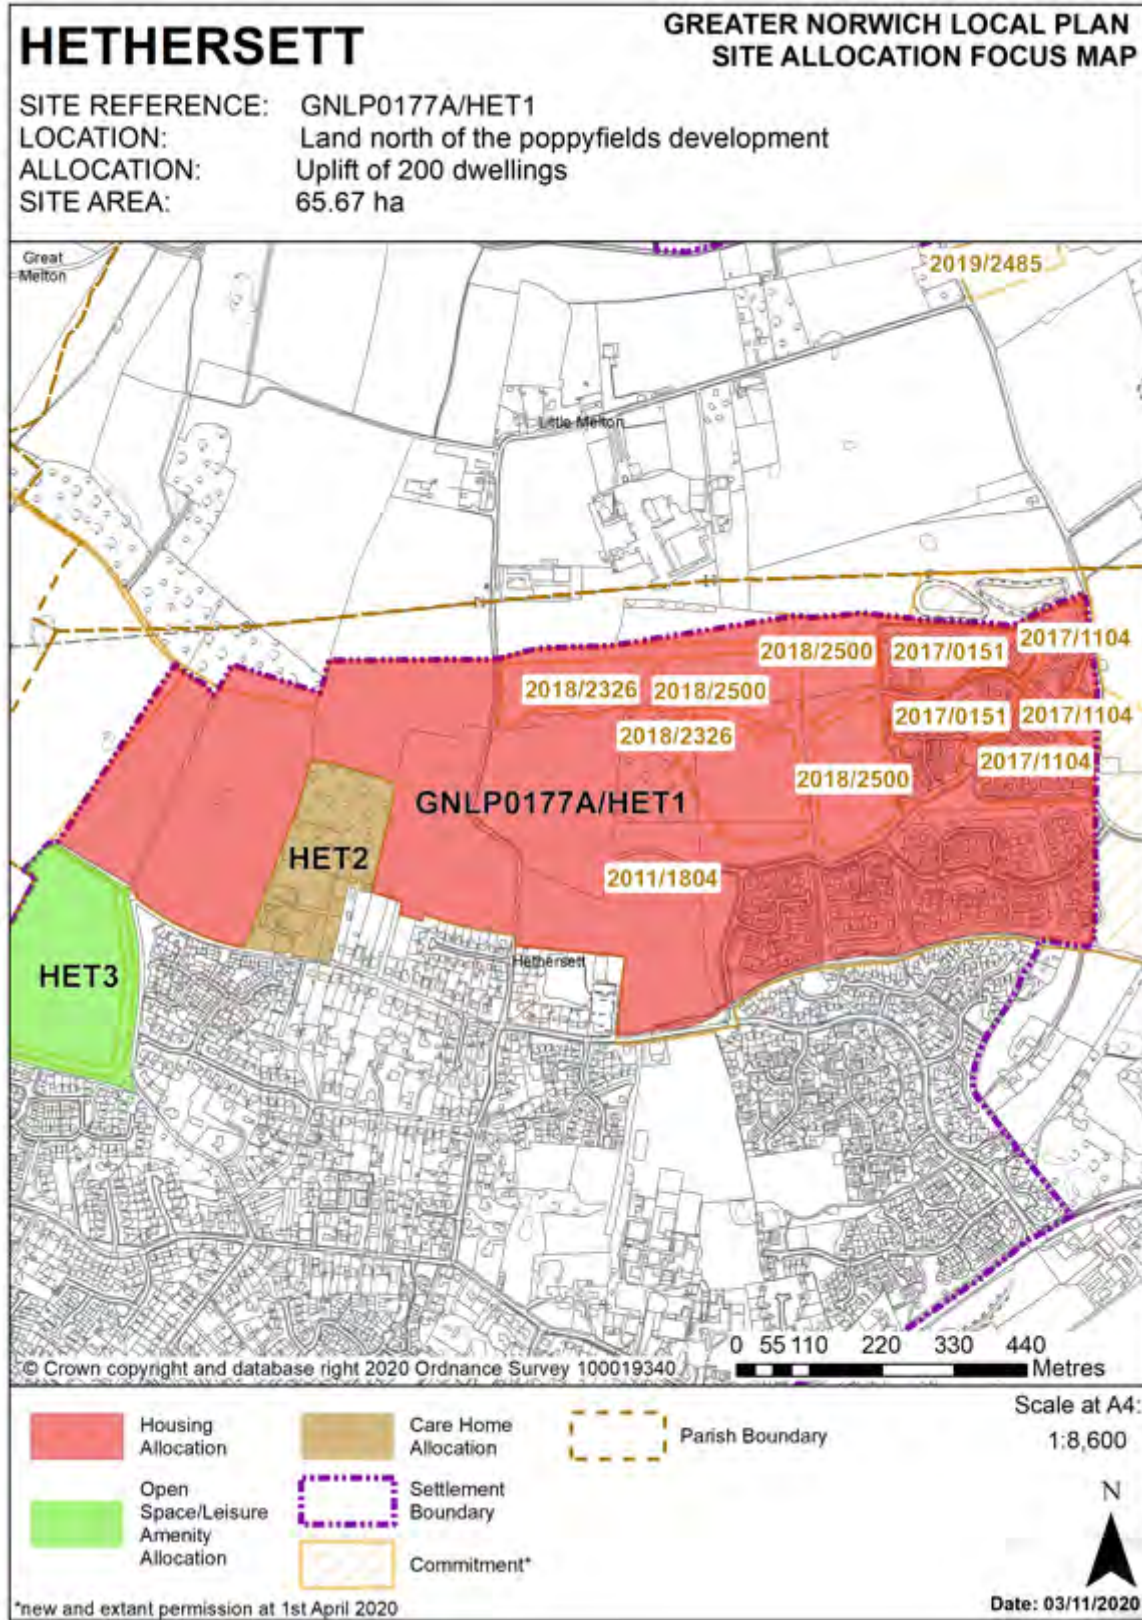 HETHERSETT
GREATER NORWICH LOCAL PLAN
SITE ALLOCATION FOCUS MAP
SITE REFERENCE: GNLP0177A/HET1
LOCATION: Land north of the poppyfields development
ALLOCATION: Uplift of 200 dwellings
SITE AREA: 65.67 ha
Great
Melton
2019/2485
Little Melton
2017/1104
2018/2500
2017/0151
2018/2326
2018/2500
2017/0151
2017/1104
2018/2326
2017/1104
2018/2500
GNLP0177A/HET1
HET2
2011/1804
Hethersett
HET3
0 55 110 220 330 440
Metres
© Crown copyright and database right 2020 Ordnance Survey 100019340
Housing
Allocation
Care Home
Allocation
Parish Boundary
Scale at A4:
1:8,600
Open
Space/Leisure
Amenity
Allocation
Settlement
Boundary
Commitment*
N
*new and extant permission at 1st April 2020
Date: 03/11/2020